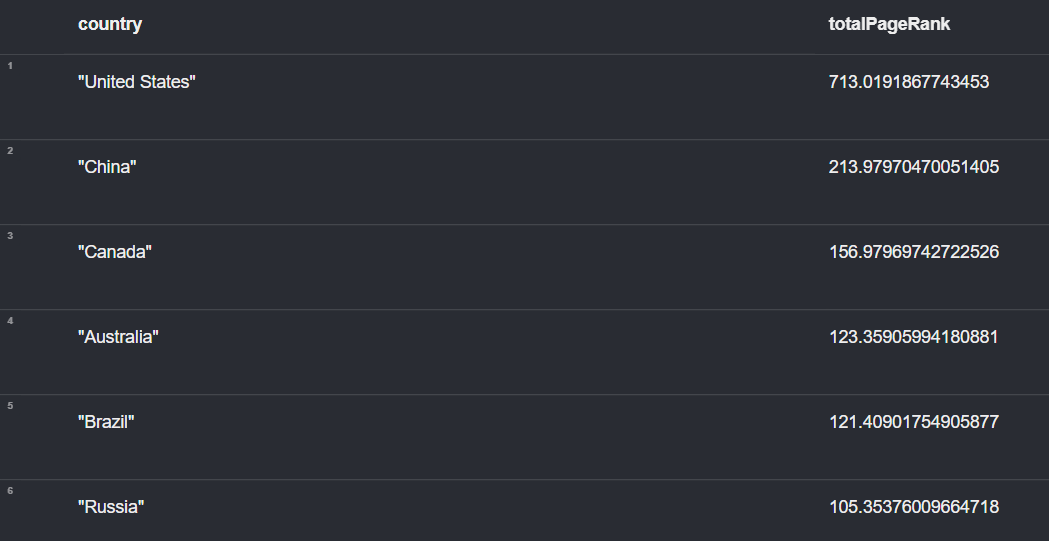 country totalPageRank
1 "United States" 713.0191867743453
2 "China" 213.97970470051405
3 "Canada" 156.97969742722526
4 "Australia" 123.35905994180881
5 "Brazil" 121.40901754905877
6 "Russia" 105.35376009664718